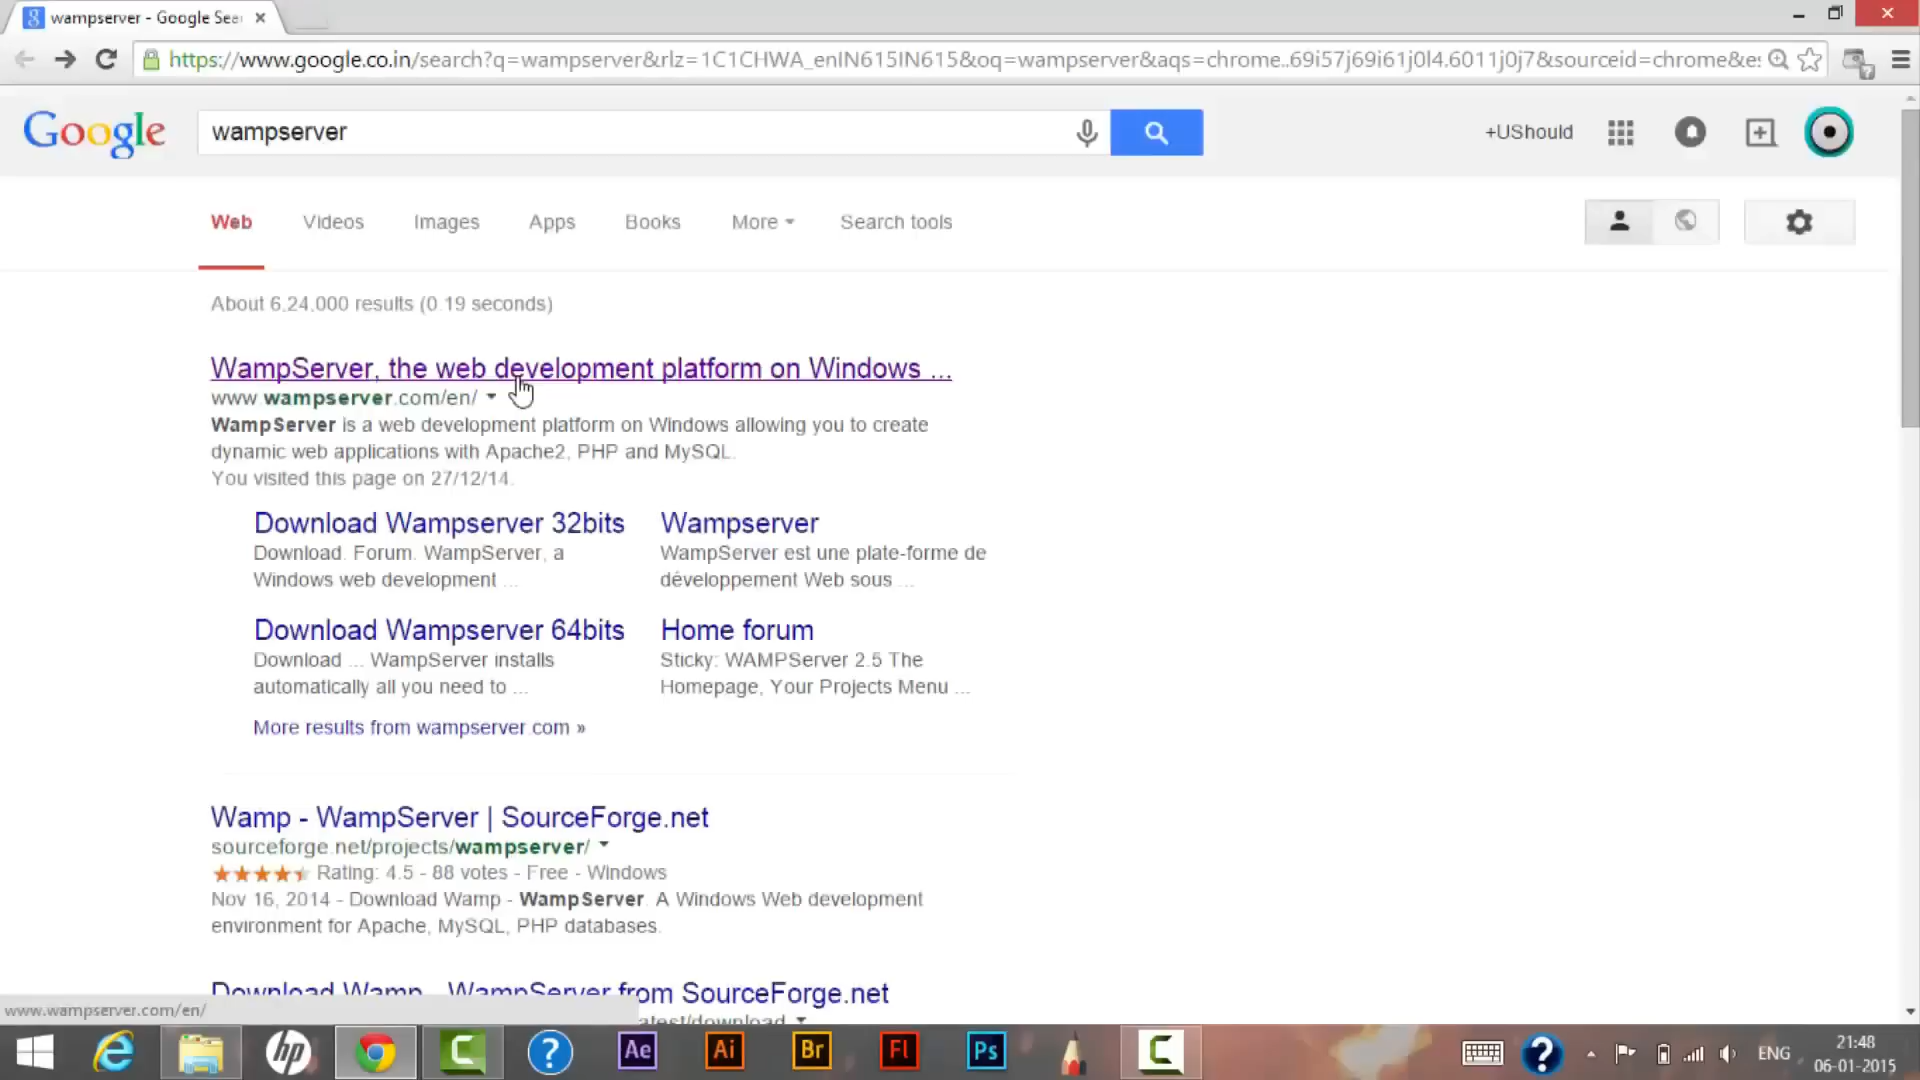 wampserver - Google Sea
https://www.google.co.in/search?q=wampserver&rlz=1C1CHWA_enIN615IN615&oq=wampserver&aqs=chrome..69i57j69i61j0l4.6011j0j7&sourceid=chrome&es
Google
wampserver
+UShould
Web
Videos
Images
Apps
Books
More
Search tools
About 6,24,000 results (0.19 seconds)
WampServer, the web development platform on Windows ...
www.wampserver.com/en/
WampServer is a web development platform on Windows allowing you to create
dynamic web applications with Apache2, PHP and MySQL.
You visited this page on 27/12/14.
Download Wampserver 32bits
Download. Forum. WampServer, a
Windows web development ...
Wampserver
WampServer est une plate-forme de
développement Web sous ...
Download Wampserver 64bits
Download ... WampServer installs
automatically all you need to ...
Home forum
Sticky: WAMPServer 2.5 The
Homepage, Your Projects Menu ...
More results from wampserver.com »
Wamp - WampServer | SourceForge.net
sourceforge.net/projects/wampserver/
Rating: 4.5 - 88 votes - Free - Windows
Nov 16, 2014 - Download Wamp - WampServer. A Windows Web development
environment for Apache, MySQL, PHP databases.
Download Wamp - WampServer from SourceForge.net
atest/download
www.wampserver.com/en/
hp
Ae
Ai
Br
Fl
Ps
ENG
21:48
06-01-2015